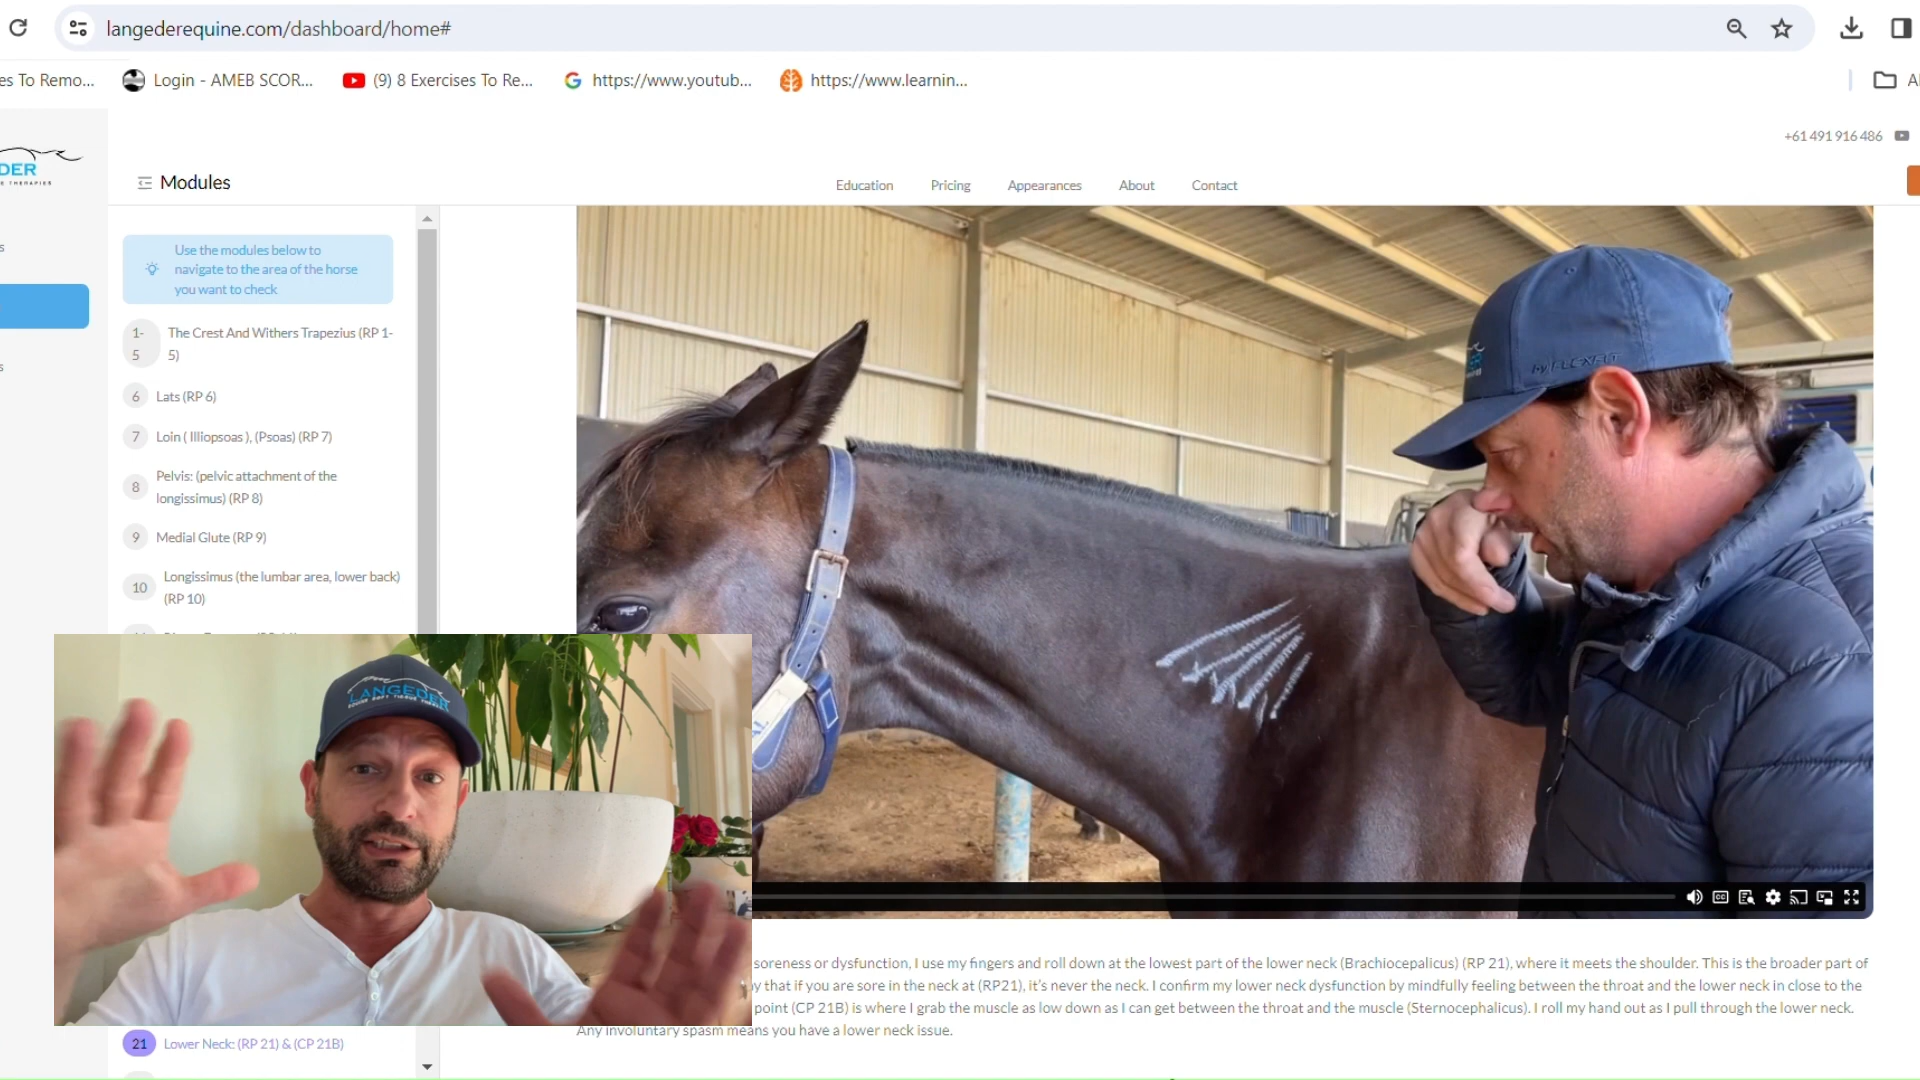 langederequine.com/dashboard/home#
es To Remo...
Login - AMEB SCOR...
(9) 8 Exercises To Re...
https://www.youtub...
https://www.learnin...
+61 491 916 486
DER
E THERAPIES
Modules
Education
Pricing
Appearances
About
Contact
Use the modules below to
navigate to the area of the horse
you want to check
1-
5
The Crest And Withers Trapezius (RP 1-
5)
6
Lats (RP 6)
7
Loin ( Illiopsoas ), (Psoas) (RP 7)
8
Pelvis: (pelvic attachment of the
longissimus) (RP 8)
9
Medial Glute (RP 9)
10
Longissimus (the lumbar area, lower back)
(RP 10)
by FLEXFIT
LANGEDER
EQUINE SOFT TISSUE THERAPY
soreness or dysfunction, I use my fingers and roll down at the lowest part of the lower neck (Brachiocepalicus) (RP 21), where it meets the shoulder. This is the broader part of
y that if you are sore in the neck at (RP21), it's never the neck. I confirm my lower neck dysfunction by mindfully feeling between the throat and the lower neck in close to the
point (CP 21B) is where I grab the muscle as low down as I can get between the throat and the muscle (Sternocephalicus). I roll my hand out as I pull through the lower neck.
Any involuntary spasm means you have a lower neck issue.
21
Lower Neck: (RP 21) & (CP 21B)